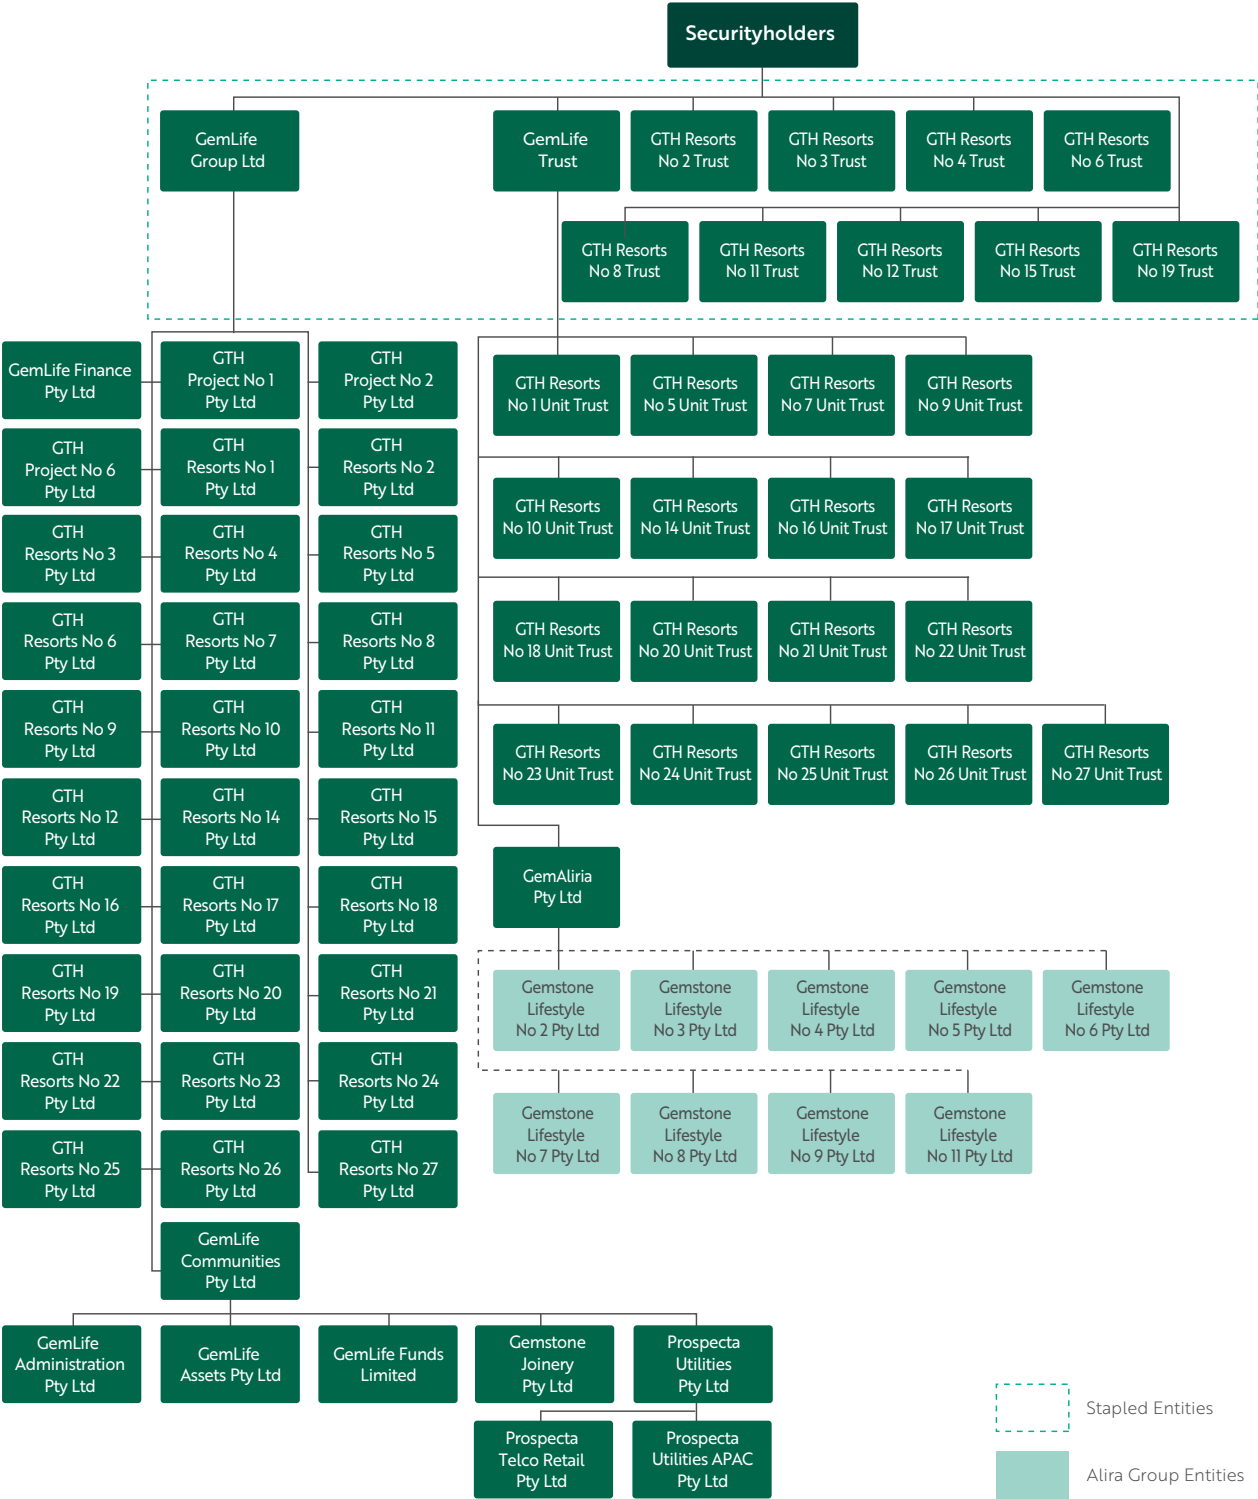 Securityholders
GemLife
Group Ltd
GemLife
Trust
GTH Resorts
No 2 Trust
GTH Resorts
No 3 Trust
GTH Resorts
No 4 Trust
GTH Resorts
No 6 Trust
GTH Resorts
No 8 Trust
GTH Resorts
No 11 Trust
GTH Resorts
No 12 Trust
GTH Resorts
No 15 Trust
GTH Resorts
No 19 Trust
GemLife Finance
Pty Ltd
GTH
Project No 1
Pty Ltd
GTH
Project No 2
Pty Ltd
GTH
Project No 6
Pty Ltd
GTH
Resorts No 1
Pty Ltd
GTH
Resorts No 2
Pty Ltd
GTH
Resorts No 3
Pty Ltd
GTH
Resorts No 4
Pty Ltd
GTH
Resorts No 5
Pty Ltd
GTH
Resorts No 6
Pty Ltd
GTH
Resorts No 7
Pty Ltd
GTH
Resorts No 8
Pty Ltd
GTH
Resorts No 9
Pty Ltd
GTH
Resorts No 10
Pty Ltd
GTH
Resorts No 11
Pty Ltd
GTH
Resorts No 12
Pty Ltd
GTH
Resorts No 14
Pty Ltd
GTH
Resorts No 15
Pty Ltd
GTH
Resorts No 16
Pty Ltd
GTH
Resorts No 17
Pty Ltd
GTH
Resorts No 18
Pty Ltd
GTH
Resorts No 19
Pty Ltd
GTH
Resorts No 20
Pty Ltd
GTH
Resorts No 21
Pty Ltd
GTH
Resorts No 22
Pty Ltd
GTH
Resorts No 23
Pty Ltd
GTH
Resorts No 24
Pty Ltd
GTH
Resorts No 25
Pty Ltd
GTH
Resorts No 26
Pty Ltd
GTH
Resorts No 27
Pty Ltd
GemLife
Communities
Pty Ltd
GTH Resorts
No 1 Unit Trust
GTH Resorts
No 5 Unit Trust
GTH Resorts
No 7 Unit Trust
GTH Resorts
No 9 Unit Trust
GTH Resorts
No 10 Unit Trust
GTH Resorts
No 14 Unit Trust
GTH Resorts
No 16 Unit Trust
GTH Resorts
No 17 Unit Trust
GTH Resorts
No 18 Unit Trust
GTH Resorts
No 20 Unit Trust
GTH Resorts
No 21 Unit Trust
GTH Resorts
No 22 Unit Trust
GTH Resorts
No 23 Unit Trust
GTH Resorts
No 24 Unit Trust
GTH Resorts
No 25 Unit Trust
GTH Resorts
No 26 Unit Trust
GTH Resorts
No 27 Unit Trust
GemAliria
Pty Ltd
Gemstone
Lifestyle
No 2 Pty Ltd
Gemstone
Lifestyle
No 3 Pty Ltd
Gemstone
Lifestyle
No 4 Pty Ltd
Gemstone
Lifestyle
No 5 Pty Ltd
Gemstone
Lifestyle
No 6 Pty Ltd
Gemstone
Lifestyle
No 7 Pty Ltd
Gemstone
Lifestyle
No 8 Pty Ltd
Gemstone
Lifestyle
No 9 Pty Ltd
Gemstone
Lifestyle
No 11 Pty Ltd
GemLife
Administration
Pty Ltd
GemLife
Assets Pty Ltd
GemLife Funds
Limited
Gemstone
Joinery
Pty Ltd
Prospecta
Utilities
Pty Ltd
Prospecta
Telco Retail
Pty Ltd
Prospecta
Utilities APAC
Pty Ltd
Stapled Entities
Alira Group Entities